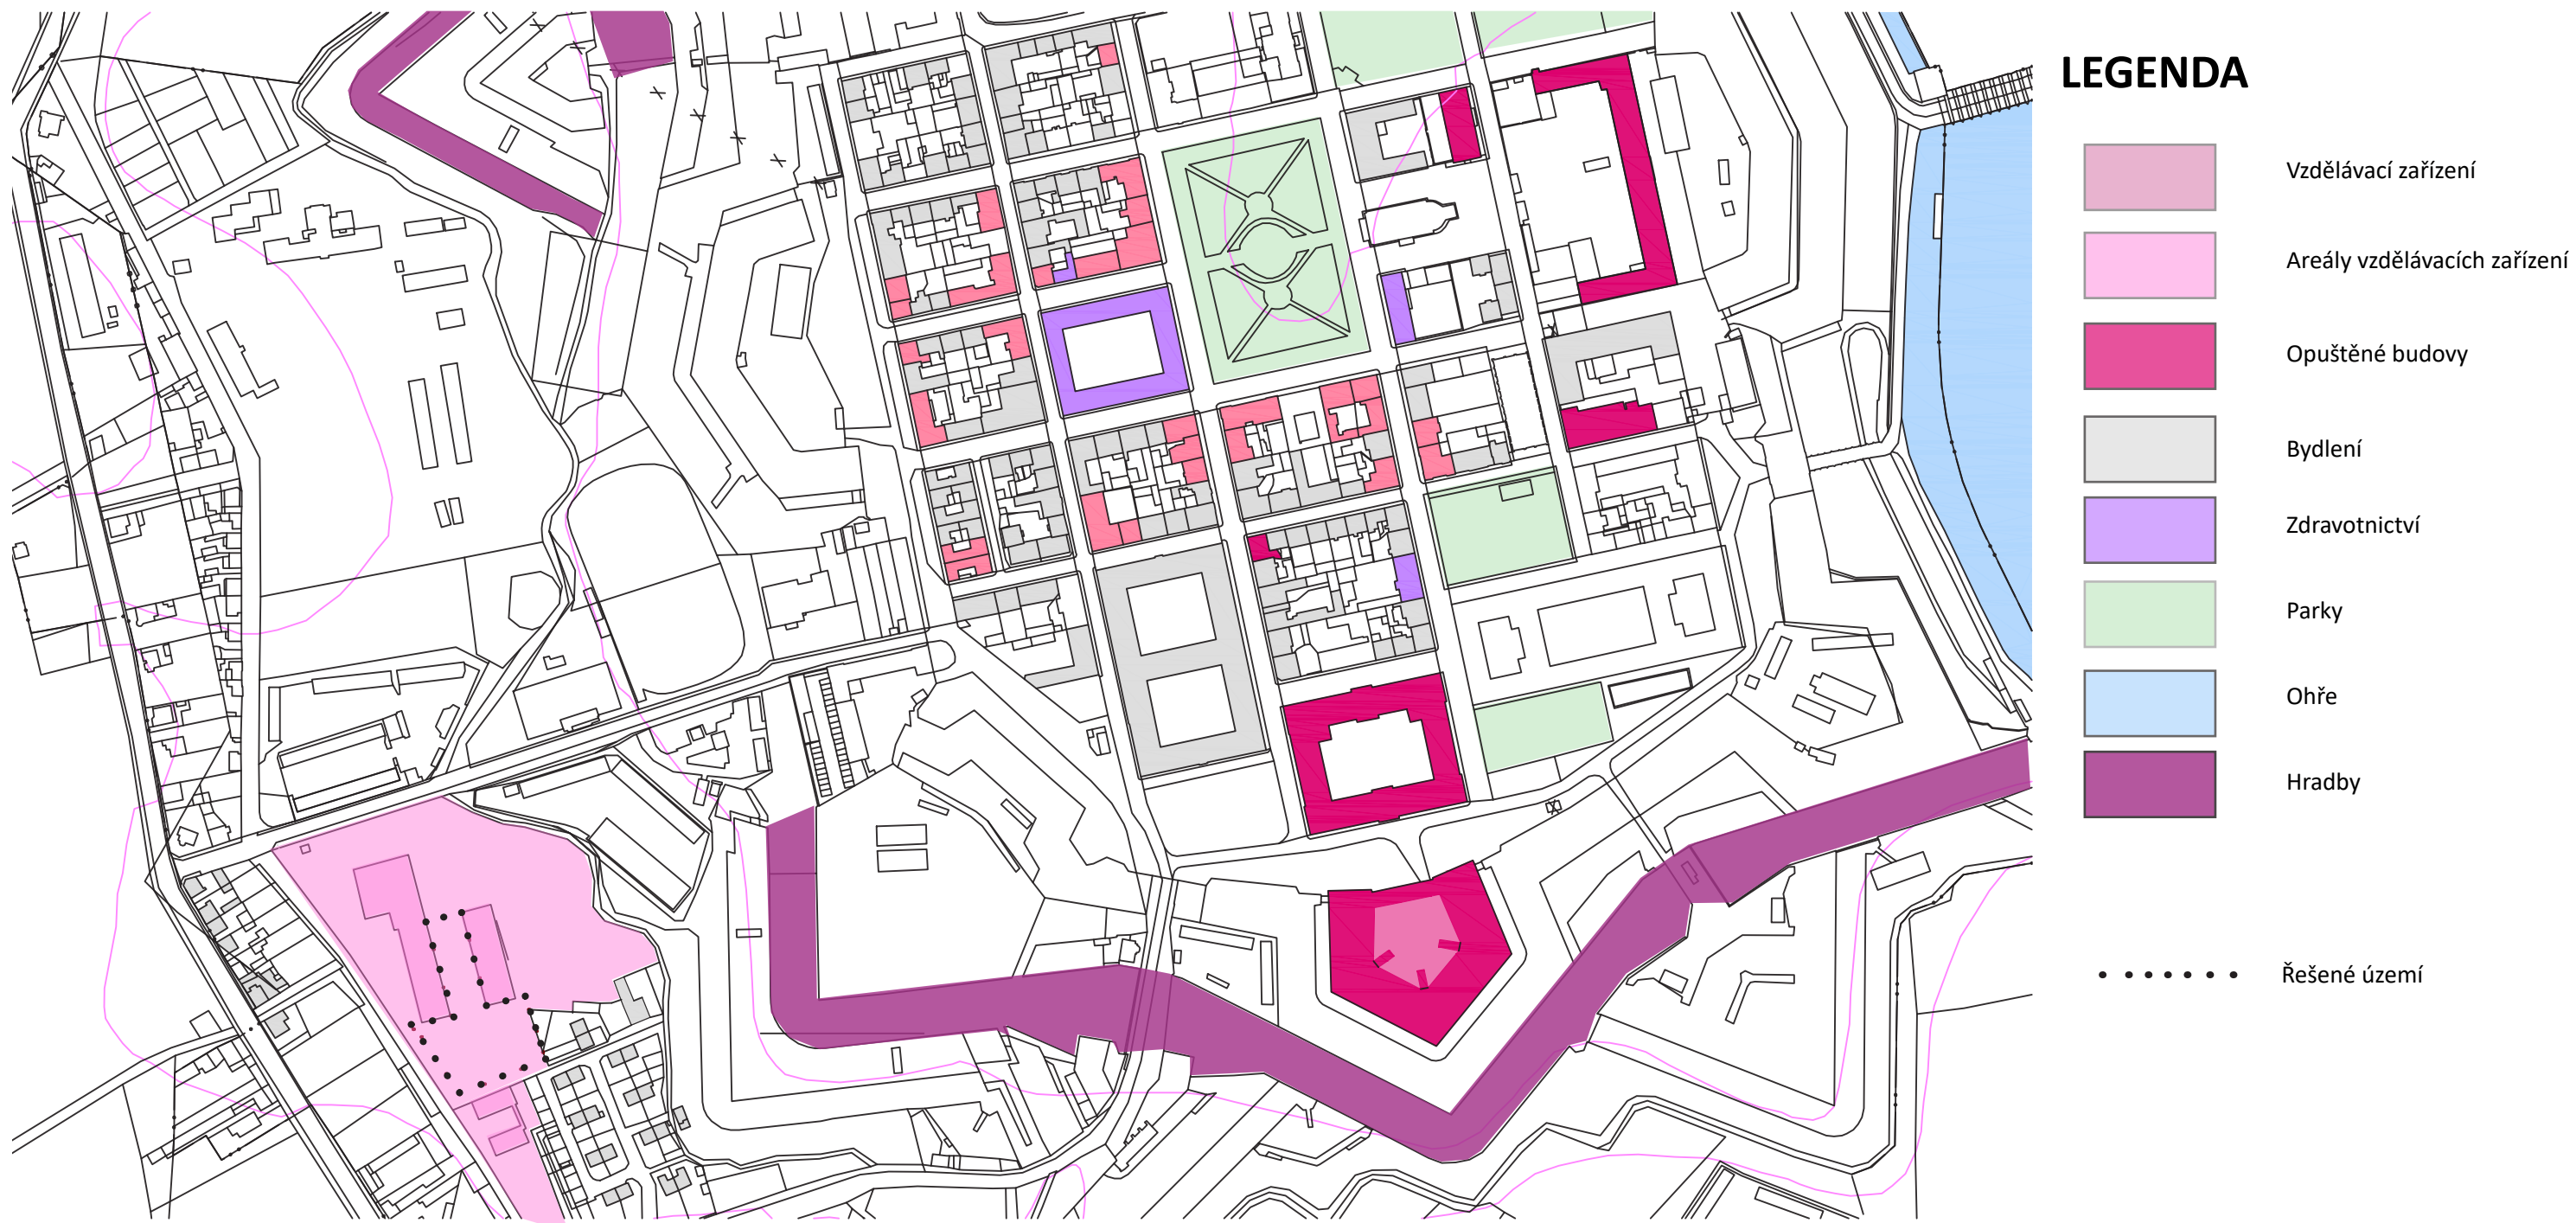 LEGENDA
Vzdělávací zařízení
Areály vzdělávacích zařízení
Opuštěné budovy
Bydlení
Zdravotnictví
Parky
Ohře
Hradby
Řešené území